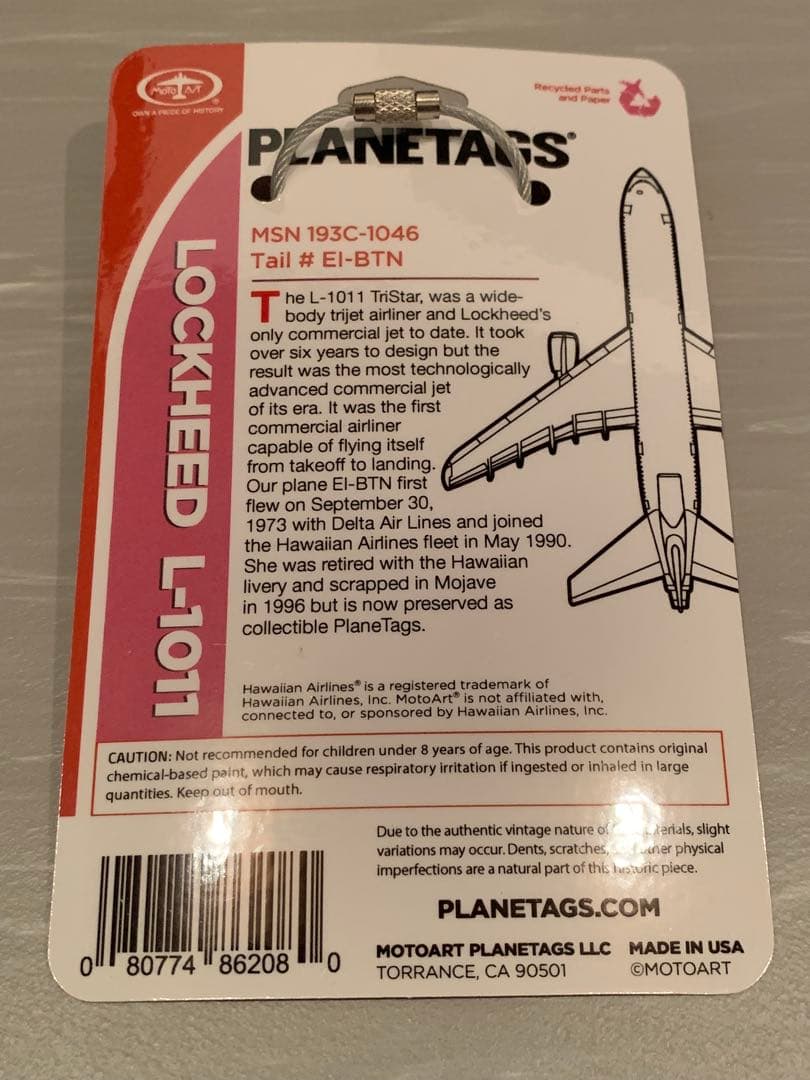 MOTO ART
OWN A PIECE OF HISTORY
Recycled Parts
and Paper
PLANETAGS®
MSN 193C-1046
Tail # EI-BTN
LOCKHEED L-1011
The L-1011 TriStar, was a wide-
body trijet airliner and Lockheed's
only commercial jet to date. It took
over six years to design but the
result was the most technologically
advanced commercial jet
of its era. It was the first
commercial airliner
capable of flying itself
from takeoff to landing.
Our plane EI-BTN first
flew on September 30,
1973 with Delta Air Lines and joined
the Hawaiian Airlines fleet in May 1990.
She was retired with the Hawaiian
livery and scrapped in Mojave
in 1996 but is now preserved as
collectible PlaneTags.
Hawaiian Airlines® is a registered trademark of
Hawaiian Airlines, Inc. MotoArt® is not affiliated with,
connected to, or sponsored by Hawaiian Airlines, Inc.
CAUTION: Not recommended for children under 8 years of age. This product contains original
chemical-based paint, which may cause respiratory irritation if ingested or inhaled in large
quantities. Keep out of mouth.
Due to the authentic vintage nature of materials, slight
variations may occur. Dents, scratches, other physical
imperfections are a natural part of this historic piece.
PLANETAGS.COM
MOTOART PLANETAGS LLC MADE IN USA
TORRANCE, CA 90501 ©MOTOART
0 80774 86208 0